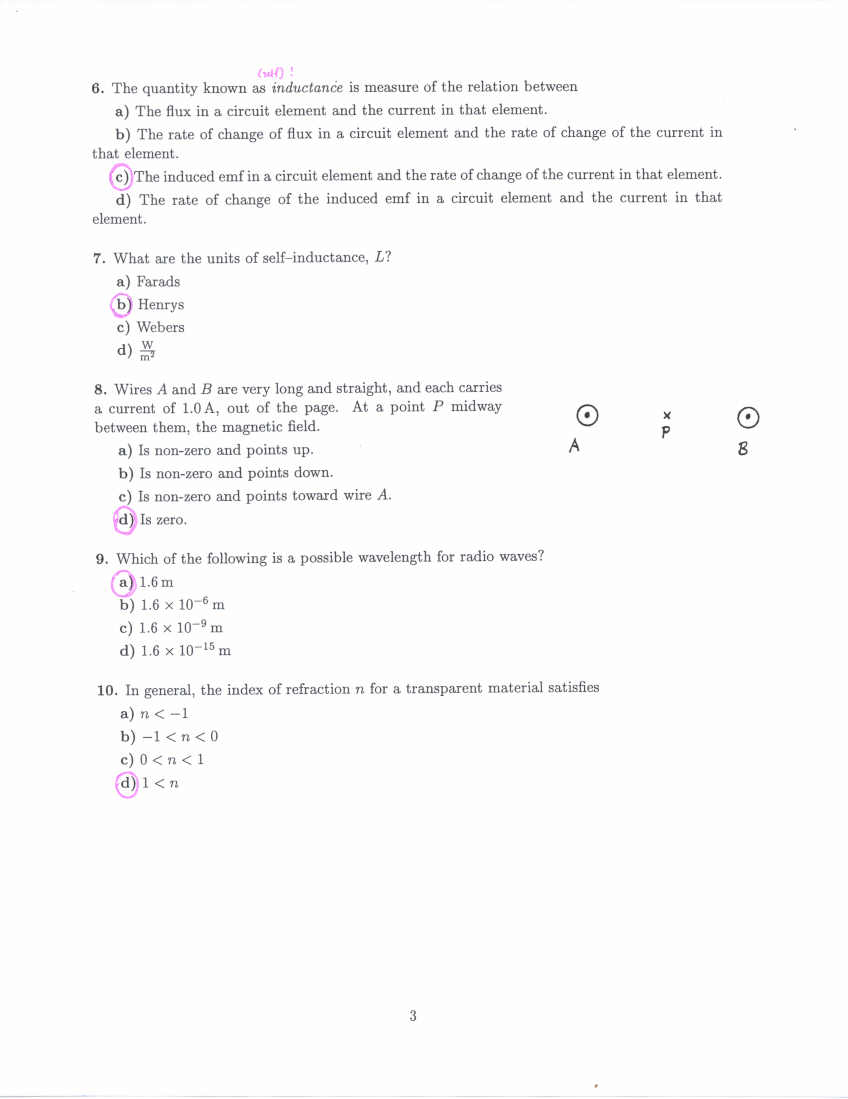 (self) !
6. The quantity known as inductance is measure of the relation between
a) The flux in a circuit element and the current in that element.
b) The rate of change of flux in a circuit element and the rate of change of the current in
that element.
c) The induced emf in a circuit element and the rate of change of the current in that element.
d) The rate of change of the induced emf in a circuit element and the current in that
element.
7. What are the units of self–inductance, L?
a) Farads
b) Henrys
c) Webers
d) W/m²
8. Wires A and B are very long and straight, and each carries
a current of 1.0 A, out of the page. At a point P midway
between them, the magnetic field.
a) Is non-zero and points up.
b) Is non-zero and points down.
c) Is non-zero and points toward wire A.
d) Is zero.
x
P
A
B
9. Which of the following is a possible wavelength for radio waves?
a) 1.6 m
b) 1.6 × 10⁻⁶ m
c) 1.6 × 10⁻⁹ m
d) 1.6 × 10⁻¹⁵ m
10. In general, the index of refraction n for a transparent material satisfies
a) n < −1
b) −1 < n < 0
c) 0 < n < 1
d) 1 < n
3